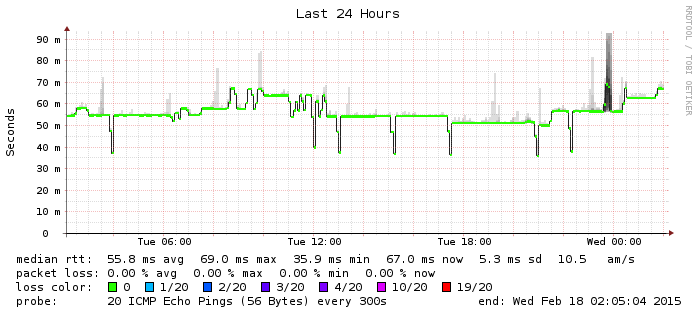 Last 24 Hours
RRDTOOL / TOBI OETIKER
Seconds
90 m
80 m
70 m
60 m
50 m
40 m
30 m
20 m
10 m
0
Tue 06:00 Tue 12:00 Tue 18:00 Wed 00:00
median rtt: 55.8 ms avg 69.0 ms max 35.9 ms min 67.0 ms now 5.3 ms sd 10.5 am/s
packet loss: 0.00 % avg 0.00 % max 0.00 % min 0.00 % now
loss color: 0 1/20 2/20 3/20 4/20 10/20 19/20
probe: 20 ICMP Echo Pings (56 Bytes) every 300s end: Wed Feb 18 02:05:04 2015